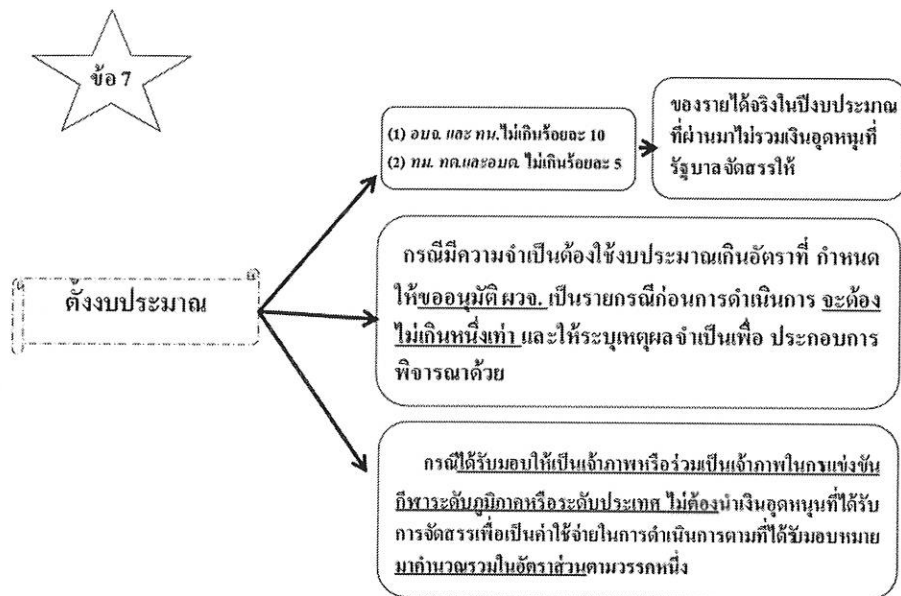 ข้อ 7
(1) อบจ. และ ทน.ไม่เกินร้อยละ 10
(2) ทม. ทต.และอบต. ไม่เกินร้อยละ 5
ของรายได้จริงในปีงบประมาณ
ที่ผ่านมาไม่รวมเงินอุดหนุนที่
รัฐบาลจัดสรรให้
ตั้งงบประมาณ
กรณีมีความจำเป็นต้องใช้งบประมาณเกินอัตราที่ กำหนด
ให้ขออนุมัติ ผวจ. เป็นรายกรณีก่อนการดำเนินการ จะต้อง
ไม่เกินหนึ่งเท่า และให้ระบุเหตุผลจำเป็นเพื่อ ประกอบการ
พิจารณาด้วย
กรณีได้รับมอบให้เป็นเจ้าภาพหรือร่วมเป็นเจ้าภาพในการแข่งขัน
กีฬาระดับภูมิภาคหรือระดับประเทศ ไม่ต้องนำเงินอุดหนุนที่ได้รับ
การจัดสรรเพื่อเป็นค่าใช้จ่ายในการดำเนินการตามที่ได้รับมอบหมาย
มาคำนวณรวมในอัตราส่วนตามวรรคหนึ่ง